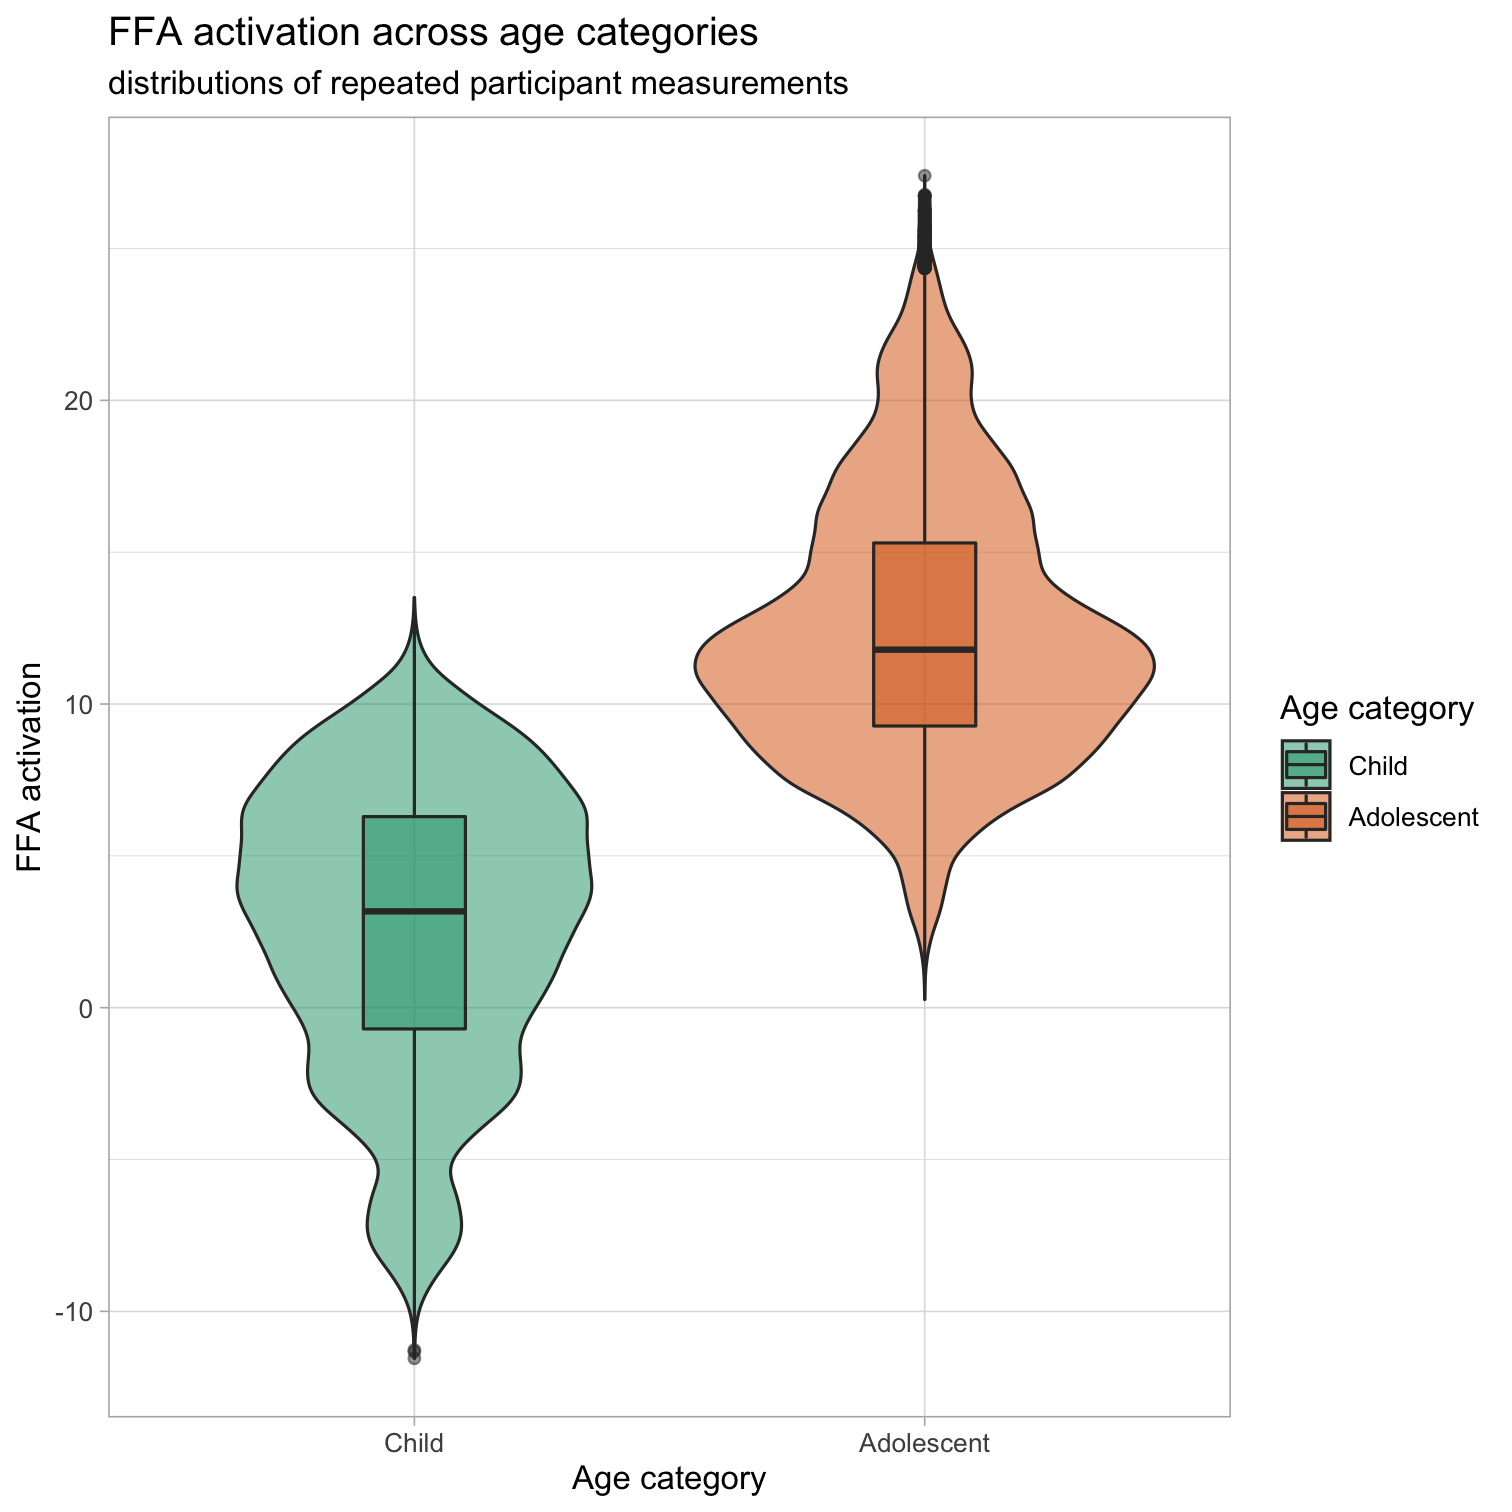 FFA activation across age categories
distributions of repeated participant measurements
FFA activation
20
10
0
-10
Child
Adolescent
Age category
Age category
Child
Adolescent